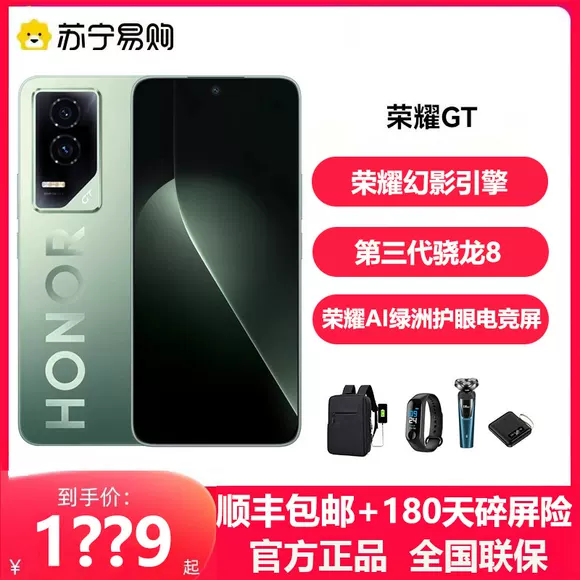 苏宁易购
荣耀GT
荣耀幻影引擎
第三代骁龙8
荣耀AI绿洲护眼电竞屏
HONOR
到手价:
¥ 1??9 起
顺丰包邮+180天碎屏险
官方正品 全国联保